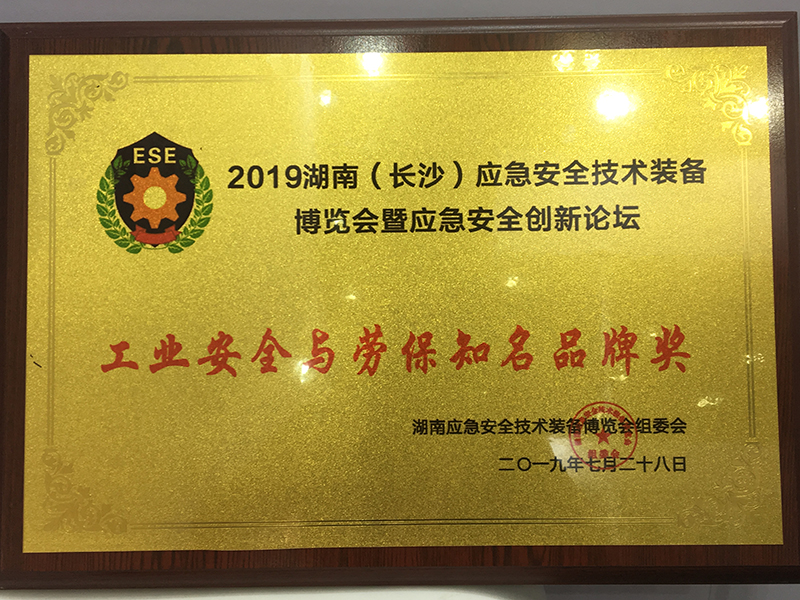 ESE
2019湖南（长沙）应急安全技术装备
博览会暨应急安全创新论坛
工业安全与劳保知名品牌奖
湖南应急安全技术装备博览会组委会
二〇一九年七月二十八日
组委会